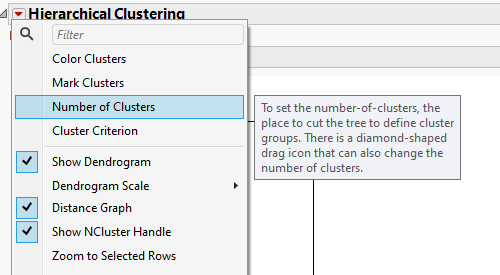 Hierarchical Clustering
Filter
Color Clusters
Mark Clusters
Number of Clusters
To set the number-of-clusters, the
place to cut the tree to define cluster
groups. There is a diamond-shaped
drag icon that can also change the
number of clusters.
Cluster Criterion
Show Dendrogram
Dendrogram Scale
Distance Graph
Show NCluster Handle
Zoom to Selected Rows